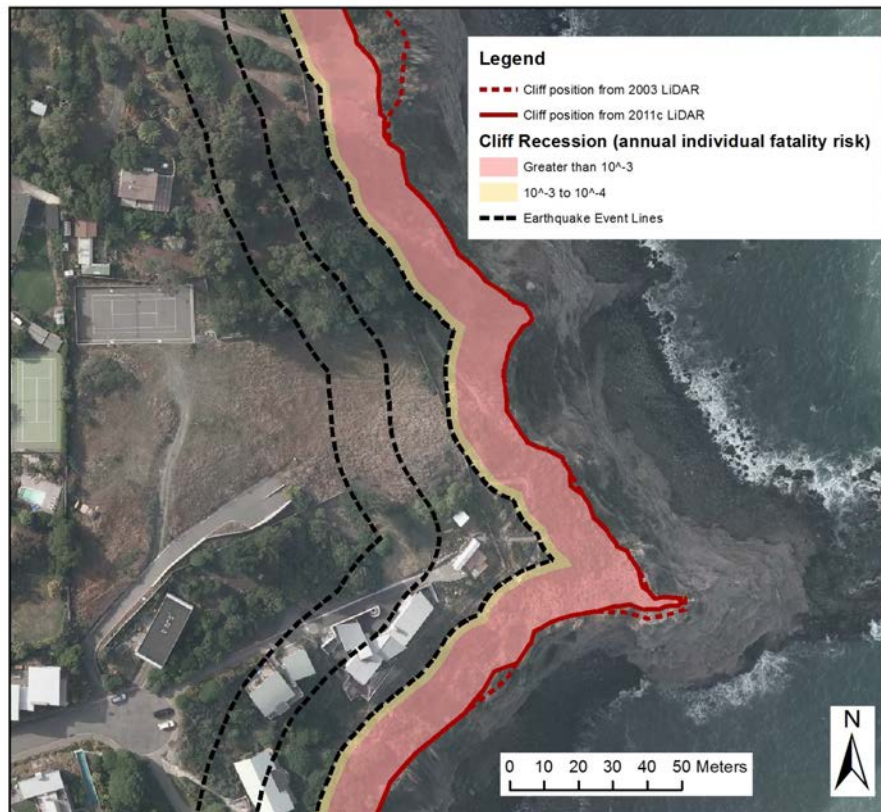 Legend
Cliff position from 2003 LiDAR
Cliff position from 2011c LiDAR
Cliff Recession (annual individual fatality risk)
Greater than 10^-3
10^-3 to 10^-4
Earthquake Event Lines
N
0 10 20 30 40 50 Meters